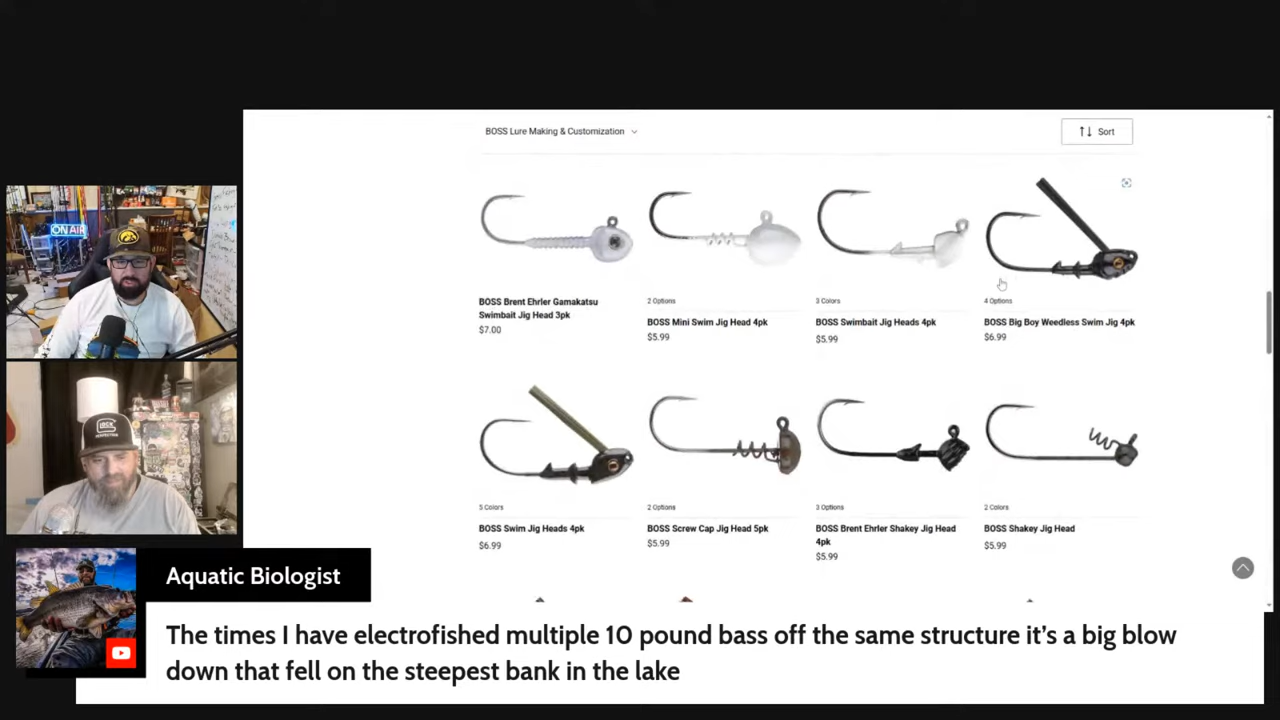 BOSS Lure Making & Customization
Sort
BOSS Brent Ehrler Gamakatsu
Swimbait Jig Head 3pk
$7.00
2 Options
BOSS Mini Swim Jig Head 4pk
$5.99
3 Colors
BOSS Swimbait Jig Heads 4pk
$5.99
4 Options
BOSS Big Boy Weedless Swim Jig 4pk
$6.99
5 Colors
BOSS Swim Jig Heads 4pk
$6.99
2 Options
BOSS Screw Cap Jig Head 5pk
$5.99
3 Options
BOSS Brent Ehrler Shakey Jig Head
4pk
$5.99
2 Colors
BOSS Shakey Jig Head
$5.99
ON AIR
GLOCK
Aquatic Biologist
The times I have electrofished multiple 10 pound bass off the same structure it's a big blow
down that fell on the steepest bank in the lake